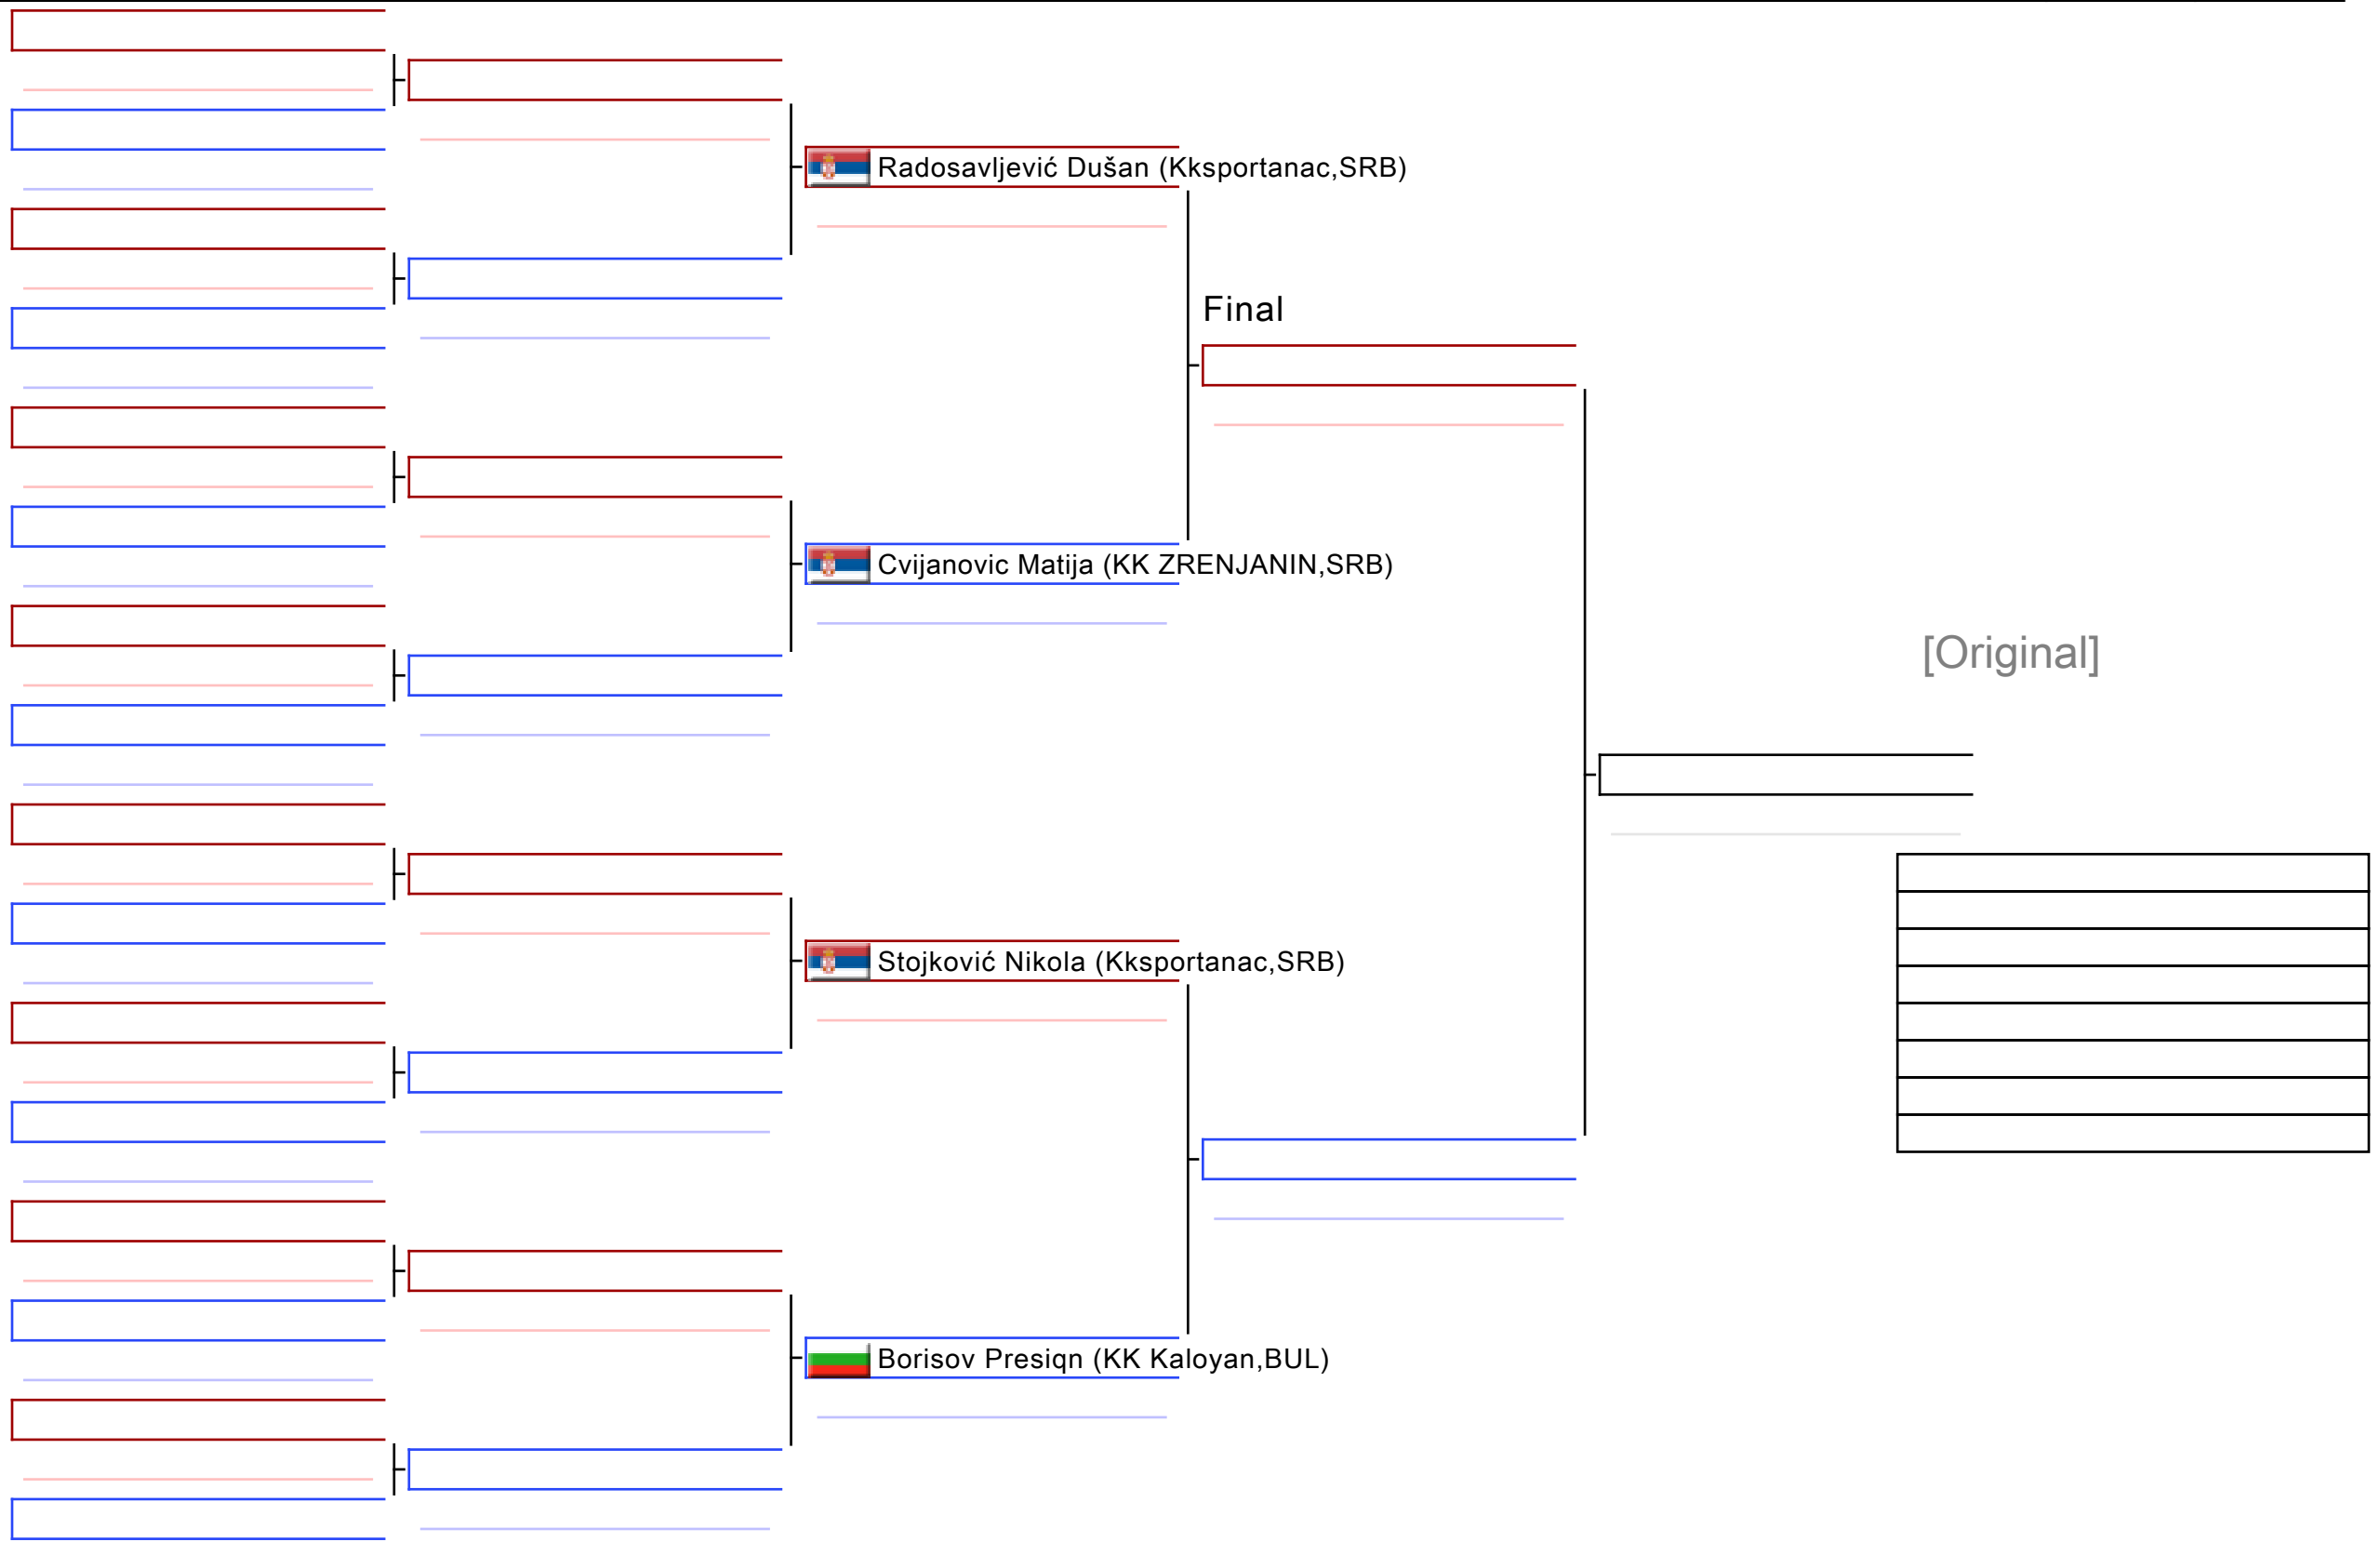 Radosavljević Dušan (Kksportanac,SRB)
Final
Cvijanovic Matija (KK ZRENJANIN,SRB)
[Original]
Stojković Nikola (Kksportanac,SRB)
Borisov Presiqn (KK Kaloyan,BUL)